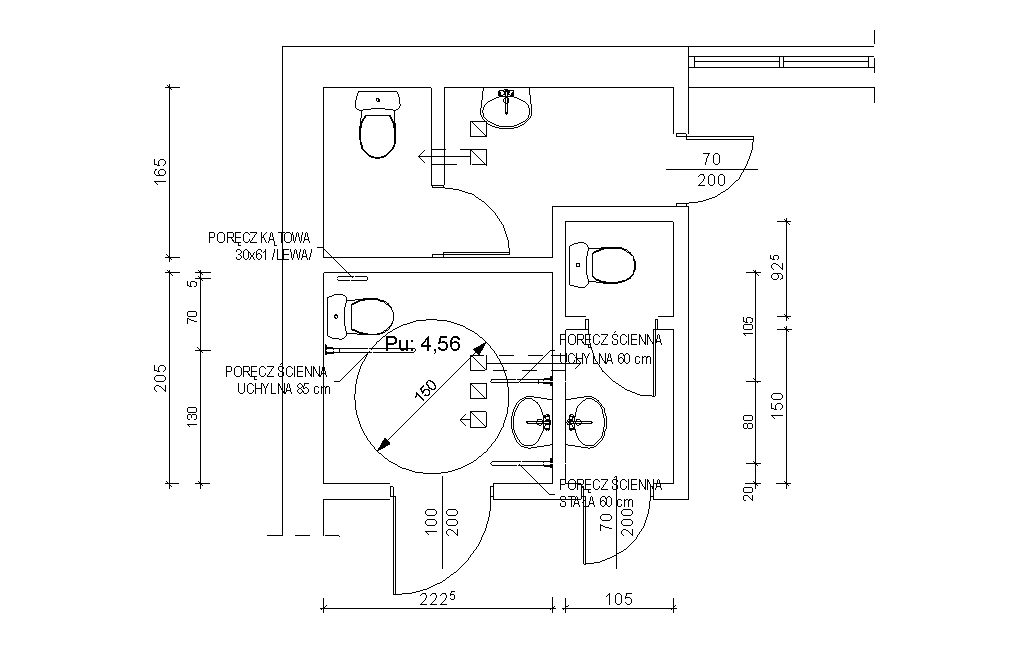 70
200
165
PORĘCZ KĄTOWA
30x61 /LEWA/
92⁵
5
70
105
Pu: 4,56
PORĘCZ ŚCIENNA
UCHYLNA 60 cm
PORĘCZ ŚCIENNA
UCHYLNA 85 cm
205
150
130
80
150
PORĘCZ ŚCIENNA
STAŁA 60 cm
20
100
200
70
200
222⁵
105